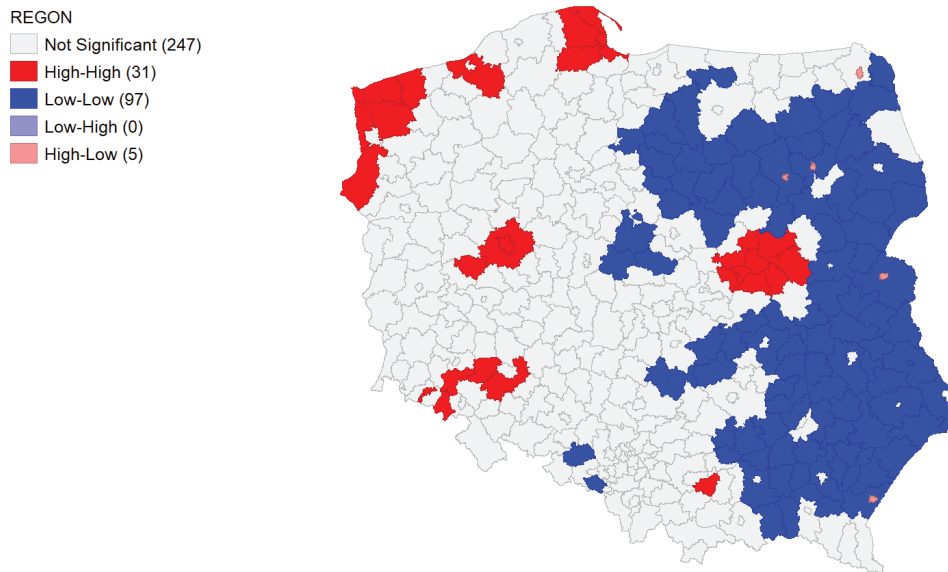 REGON
Not Significant (247)
High-High (31)
Low-Low (97)
Low-High (0)
High-Low (5)